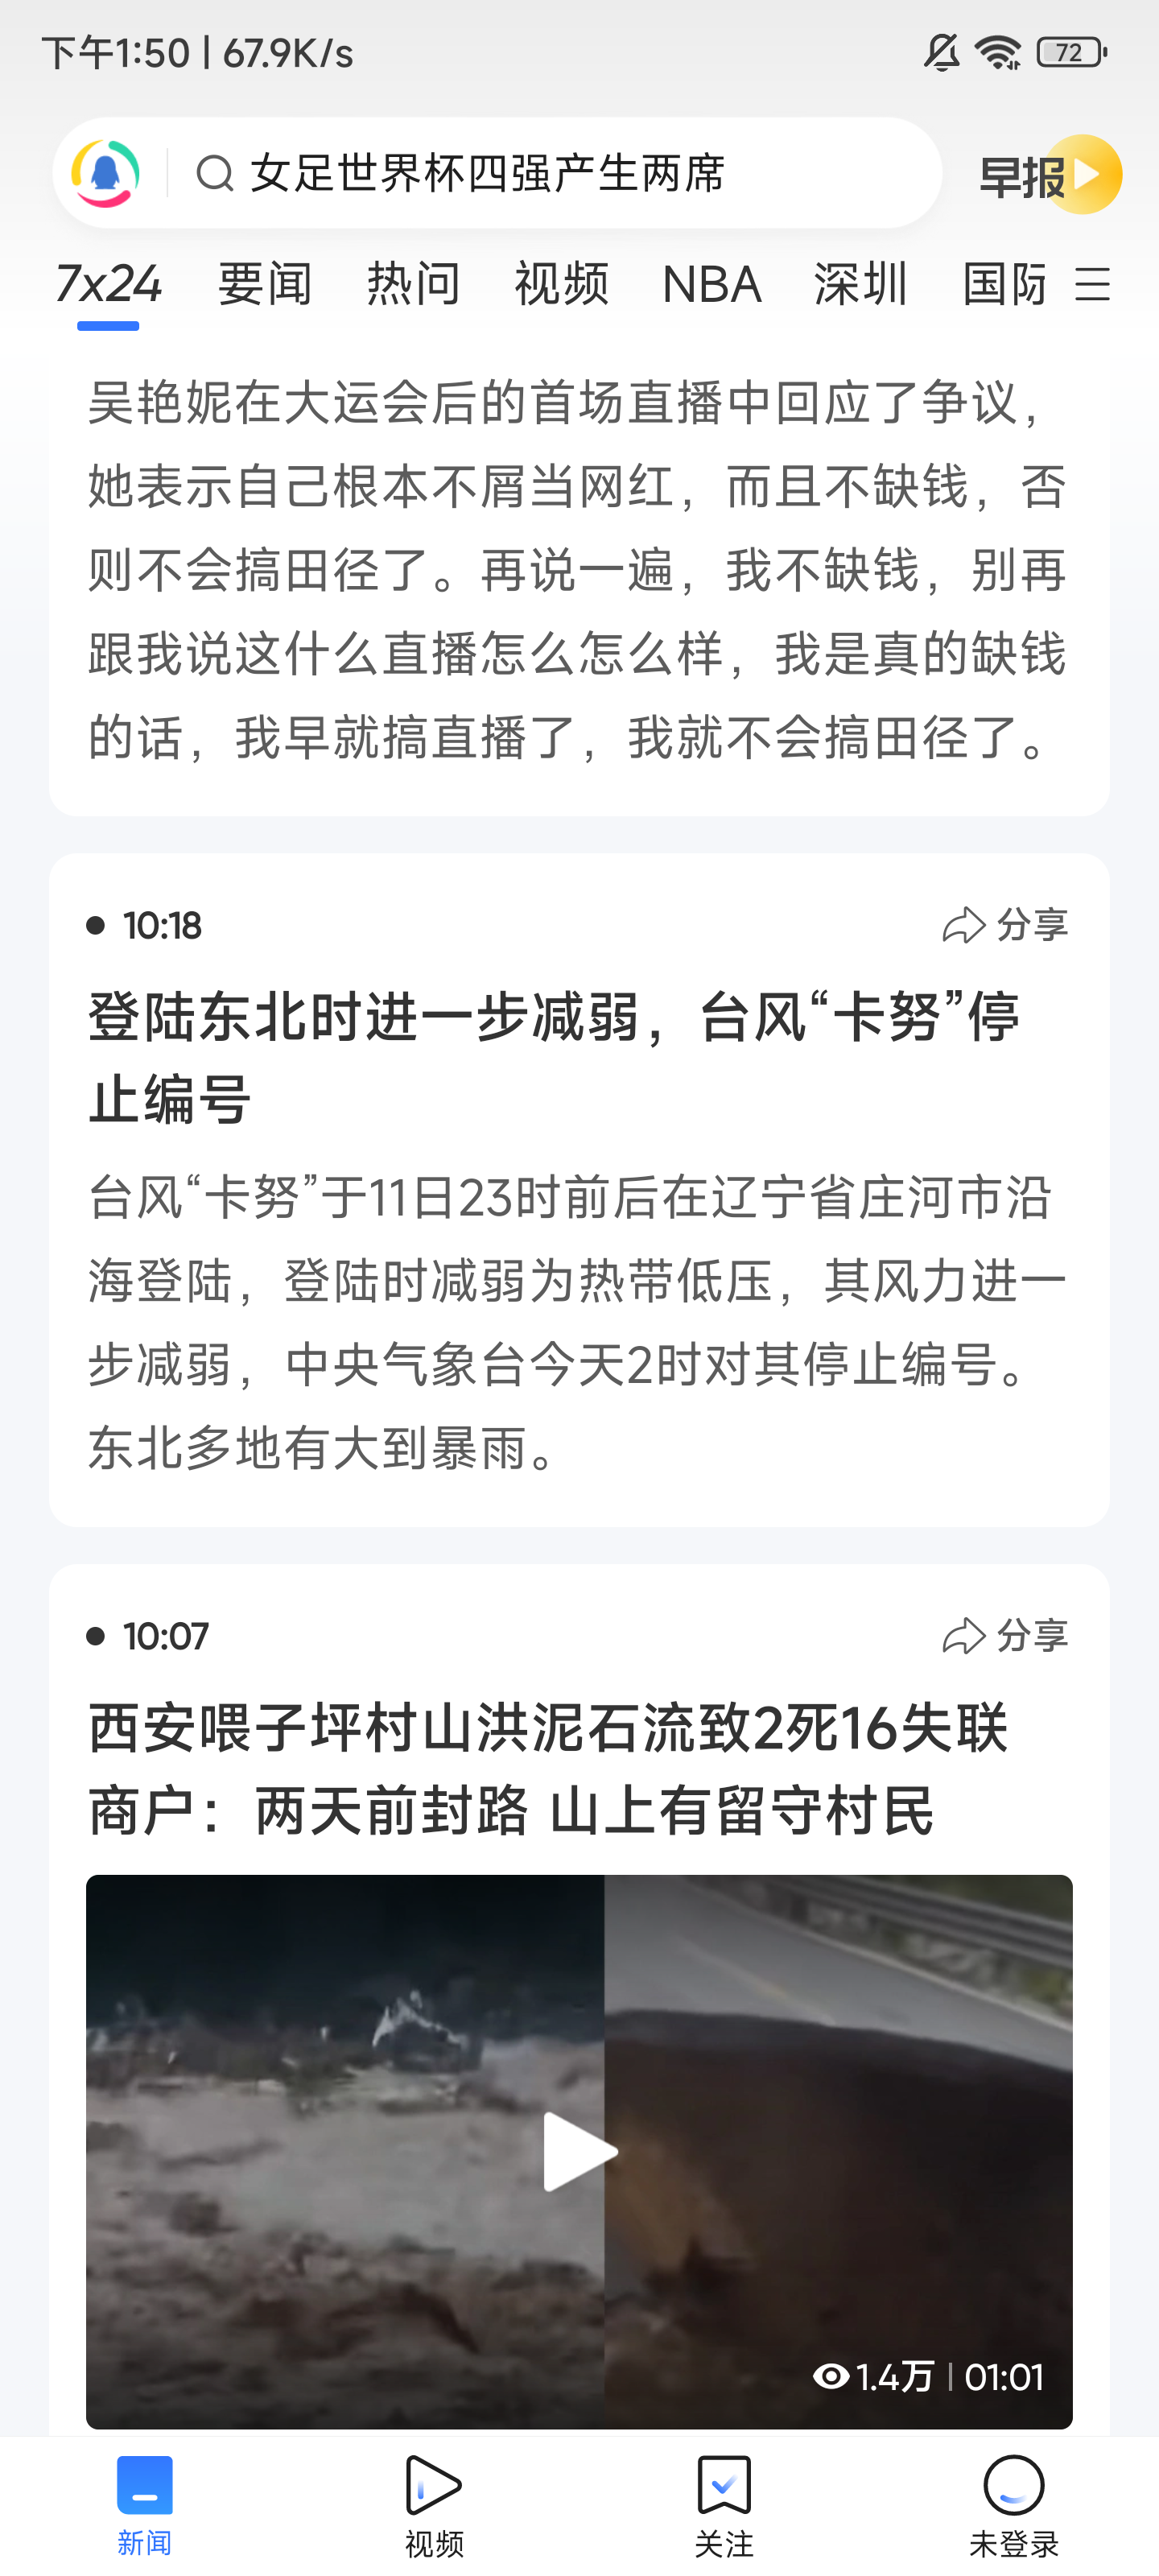 下午1:50 | 67.9K/s
72
女足世界杯四强产生两席
早报
7x24 要闻 热问 视频 NBA 深圳 国际
吴艳妮在大运会后的首场直播中回应了争议，
她表示自己根本不屑当网红，而且不缺钱，否
则不会搞田径了。再说一遍，我不缺钱，别再
跟我说这什么直播怎么怎么样，我是真的缺钱
的话，我早就搞直播了，我就不会搞田径了。
10:18 分享
登陆东北时进一步减弱，台风“卡努”停
止编号
台风“卡努”于11日23时前后在辽宁省庄河市沿
海登陆，登陆时减弱为热带低压，其风力进一
步减弱，中央气象台今天2时对其停止编号。
东北多地有大到暴雨。
10:07 分享
西安喂子坪村山洪泥石流致2死16失联
商户：两天前封路 山上有留守村民
1.4万 | 01:01
新闻 视频 关注 未登录